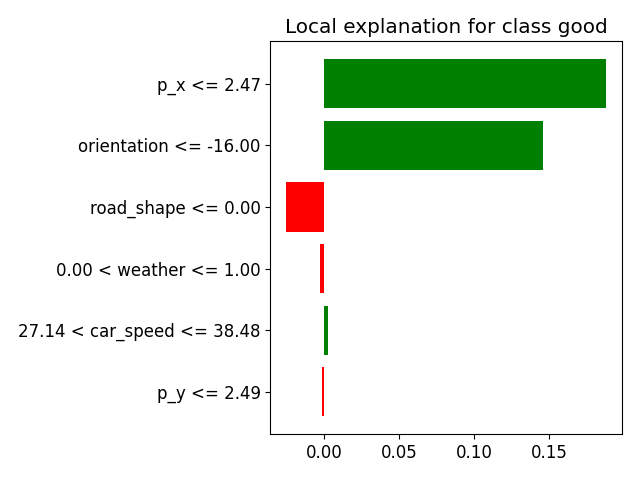 Local explanation for class good
p_x <= 2.47
orientation <= -16.00
road_shape <= 0.00
0.00 < weather <= 1.00
27.14 < car_speed <= 38.48
p_y <= 2.49
0.00 0.05 0.10 0.15